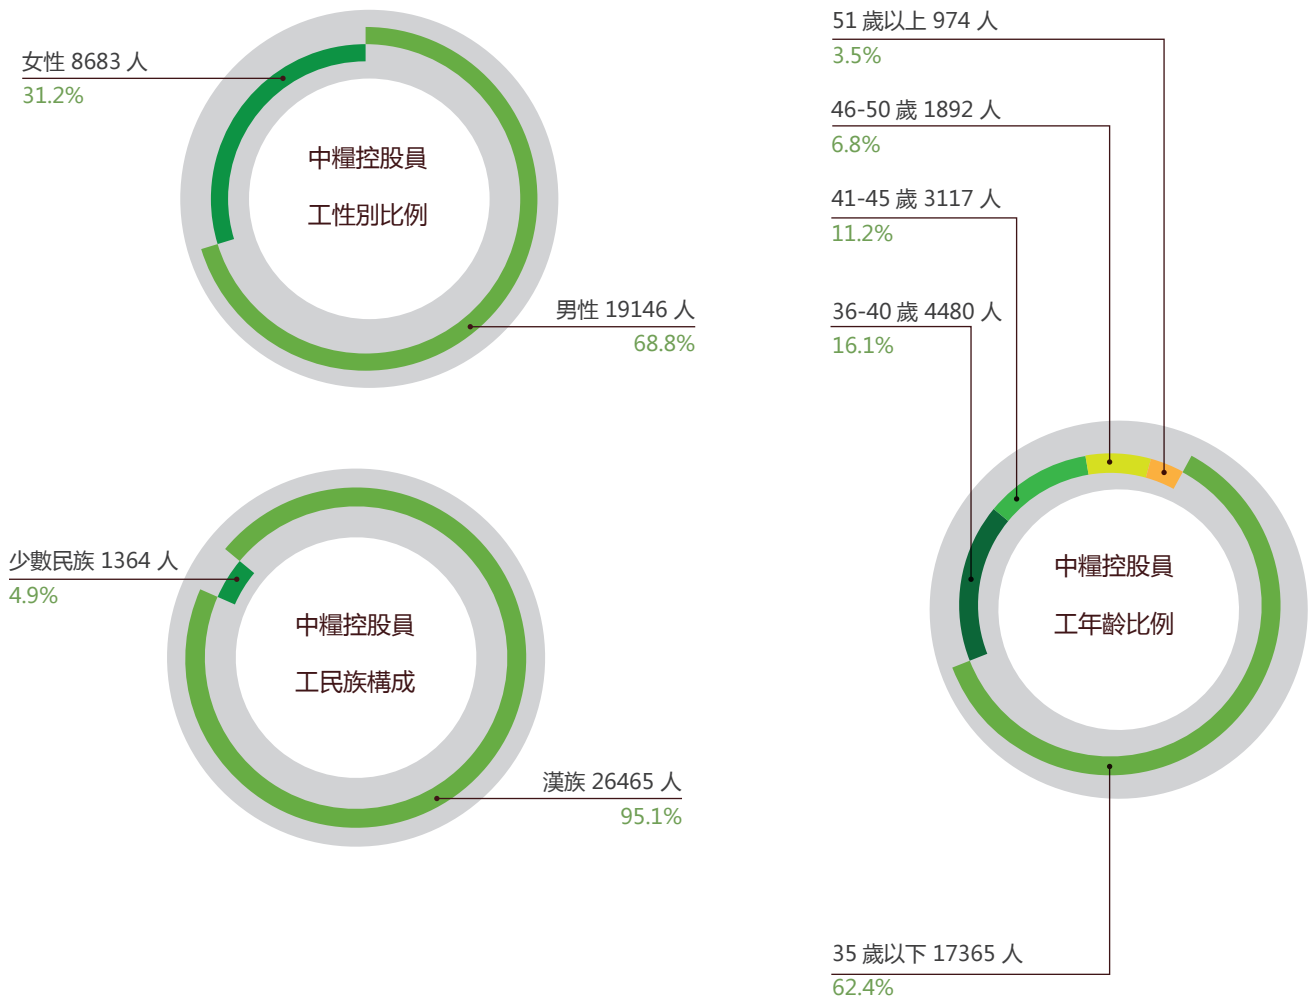 女性 8683 人
31.2%
中糧控股員
工性別比例
男性 19146 人
68.8%
少數民族 1364 人
4.9%
中糧控股員
工民族構成
漢族 26465 人
95.1%
51 歲以上 974 人
3.5%
46-50 歲 1892 人
6.8%
41-45 歲 3117 人
11.2%
36-40 歲 4480 人
16.1%
中糧控股員
工年齡比例
35 歲以下 17365 人
62.4%